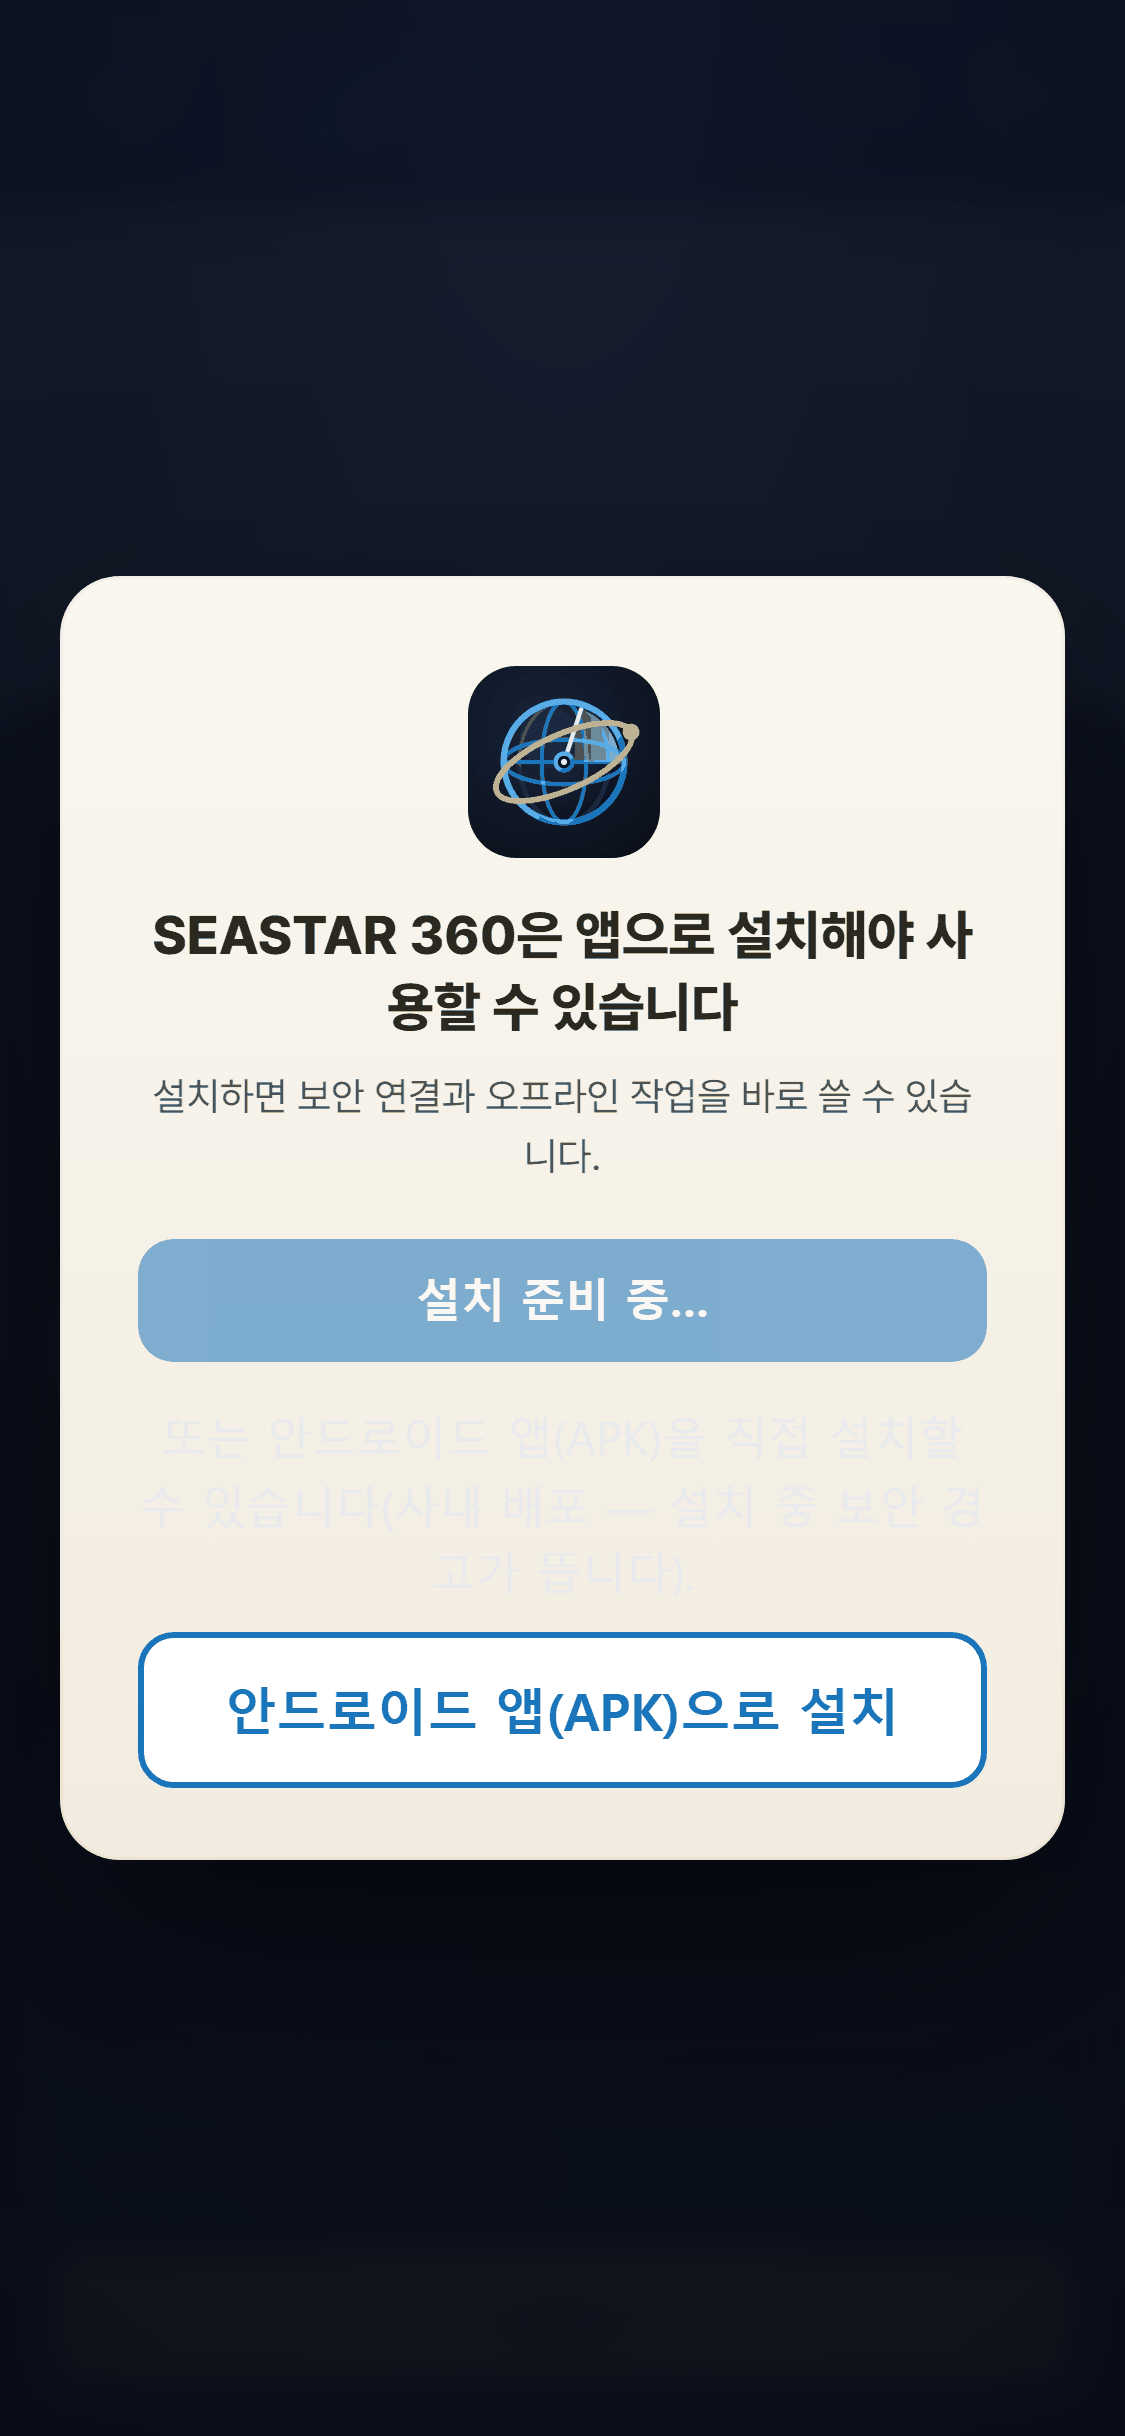 SEASTAR 360은 앱으로 설치해야 사
용할 수 있습니다
설치하면 보안 연결과 오프라인 작업을 바로 쓸 수 있습
니다.
설치 준비 중...
또는 안드로이드 앱(APK)을 직접 설치할
수 있습니다(사내 배포 — 설치 중 보안 경
고가 뜹니다).
안드로이드 앱(APK)으로 설치